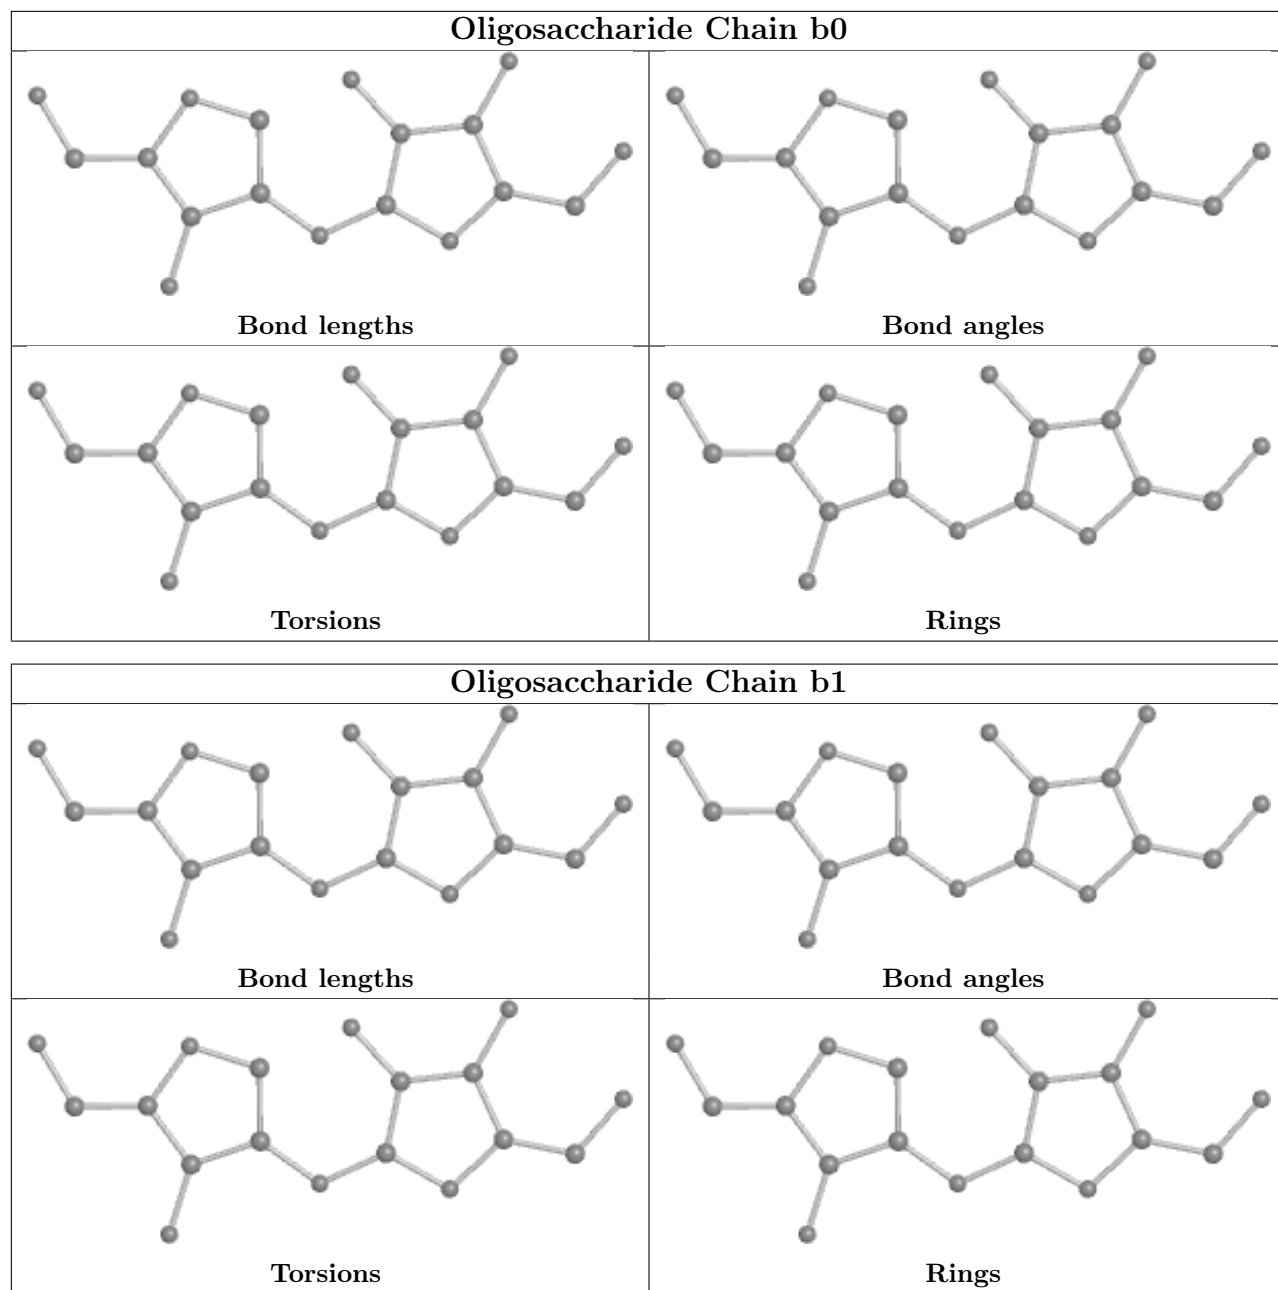 Oligosaccharide Chain b0
Bond lengths
Bond angles
Torsions
Rings
Oligosaccharide Chain b1
Bond lengths
Bond angles
Torsions
Rings